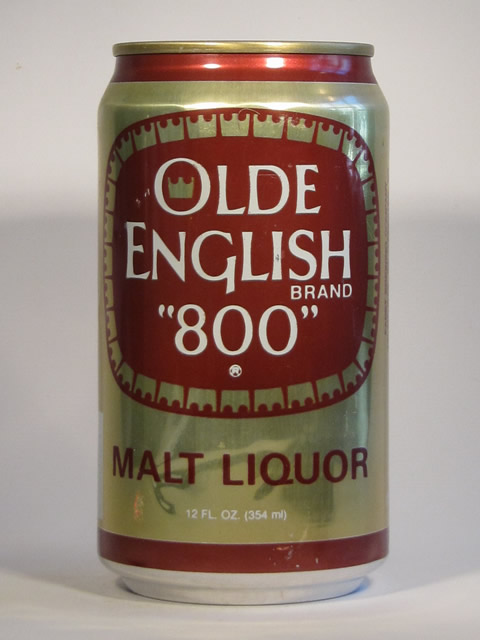 OLDE
ENGLISH
BRAND
"800"
®
MALT LIQUOR
12 FL. OZ. (354 ml)